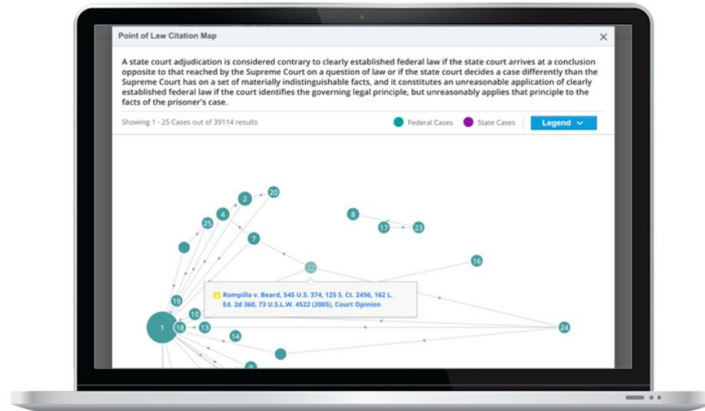 Point of Law Citation Map
A state court adjudication is considered contrary to clearly established federal law if the state court arrives at a conclusion
opposite to that reached by the Supreme Court on a question of law or if the state court decides a case differently than the
Supreme Court has on a set of materially indistinguishable facts, and it constitutes an unreasonable application of clearly
established federal law if the court identifies the governing legal principle, but unreasonably applies that principle to the
facts of the prisoner's case.
Showing 1 - 25 Cases out of 39114 results
Federal Cases
State Cases
Legend
20
2
4
25
8
17
23
7
16
22
Rompilla v. Beard, 545 U.S. 374, 125 S. Ct. 2456, 162 L.
Ed. 2d 360, 73 U.S.L.W. 4522 (2005), Court Opinion
19
10
1
18
13
14
24